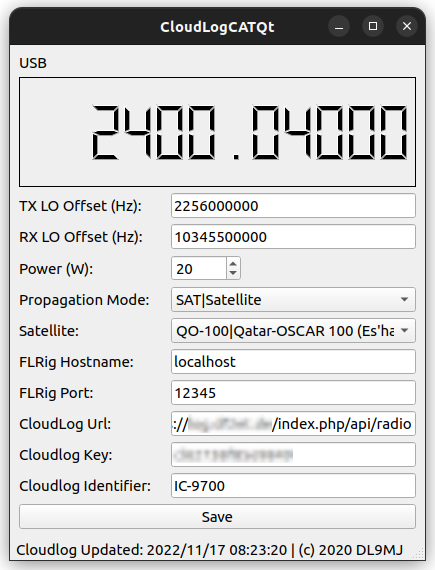 CloudLogCATQt
USB
2400.04000
TX LO Offset (Hz): 2256000000
RX LO Offset (Hz): 10345500000
Power (W): 20
Propagation Mode: SAT|Satellite
Satellite: QO-100|Qatar-OSCAR 100 (Es'ha
FLRig Hostname: localhost
FLRig Port: 12345
CloudLog Url: :// /index.php/api/radio
Cloudlog Key:
Cloudlog Identifier: IC-9700
Save
Cloudlog Updated: 2022/11/17 08:23:20 | (c) 2020 DL9MJ